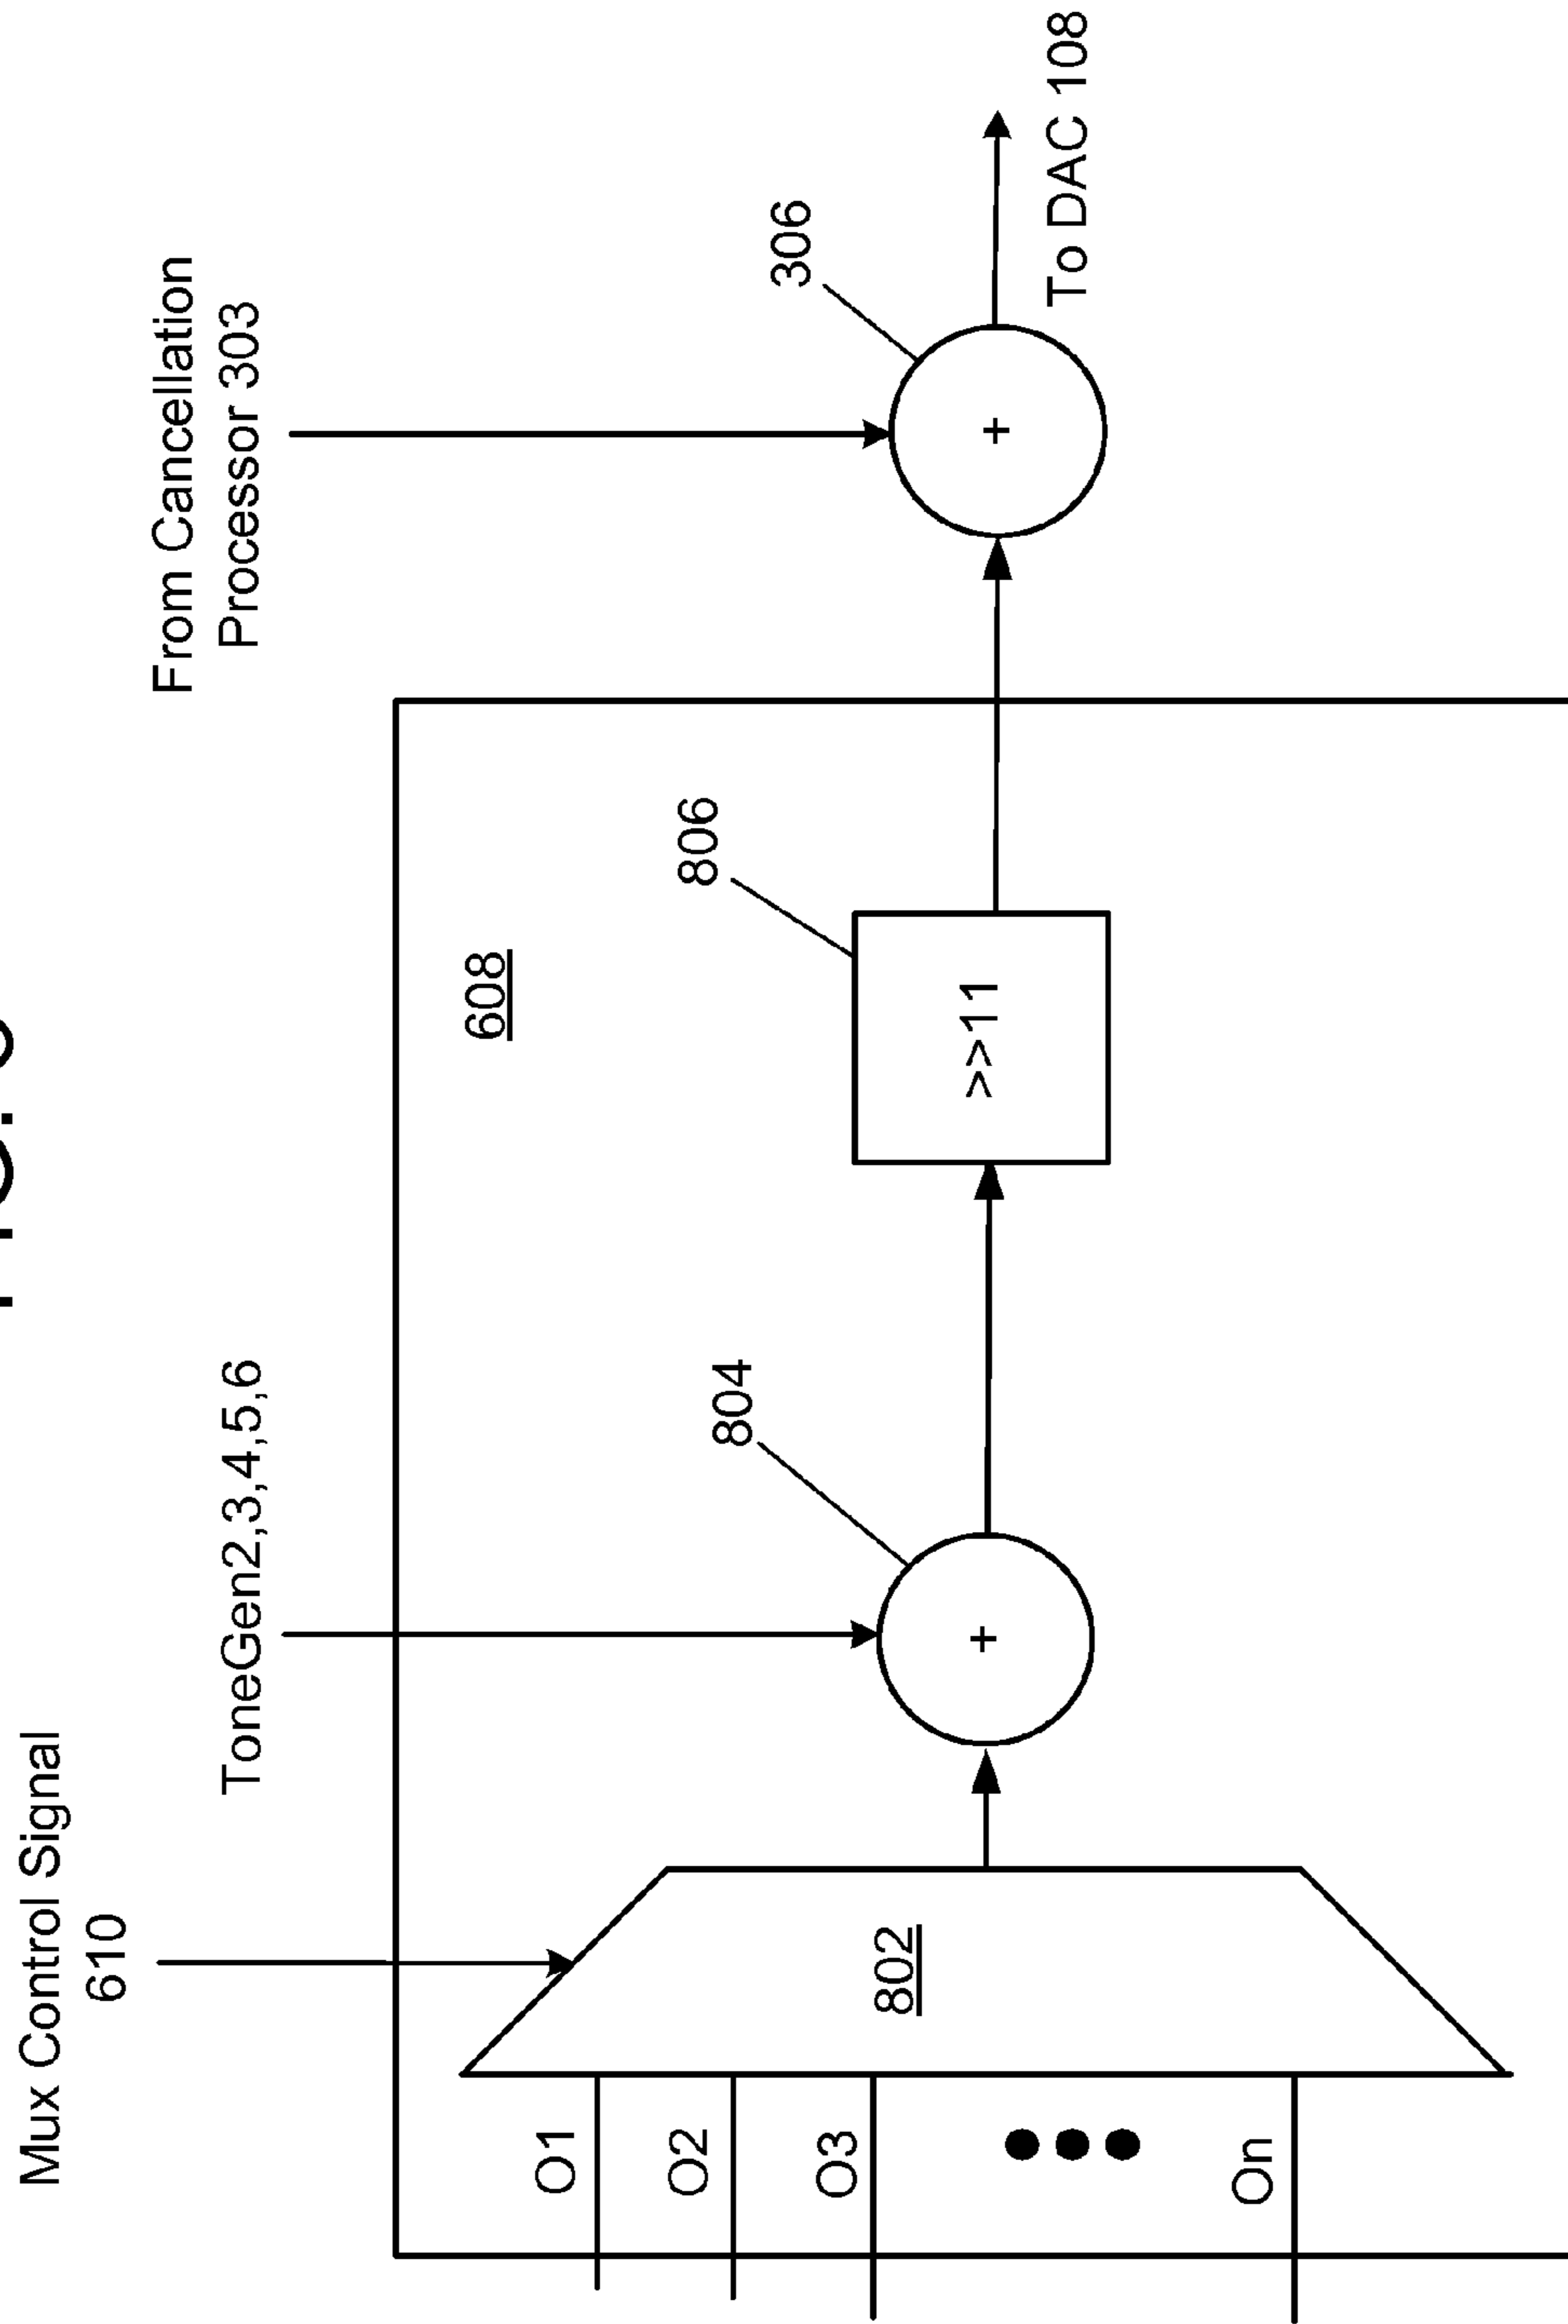 Mux Control Signal
610
ToneGen2,3,4,5,6
From Cancellation
Processor 303
608
O1
O2
O3
On
802
+
804
>>11
806
+
306
To DAC 108